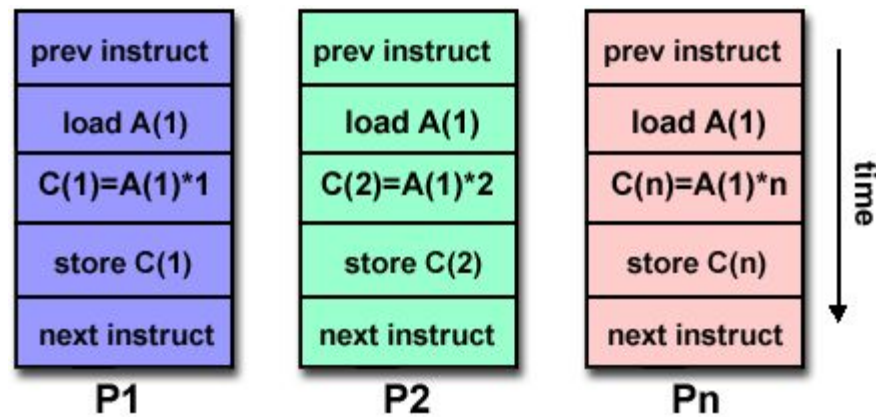 prev instruct
load A(1)
C(1)=A(1)*1
store C(1)
next instruct
P1
prev instruct
load A(1)
C(2)=A(1)*2
store C(2)
next instruct
P2
prev instruct
load A(1)
C(n)=A(1)*n
store C(n)
next instruct
Pn
time